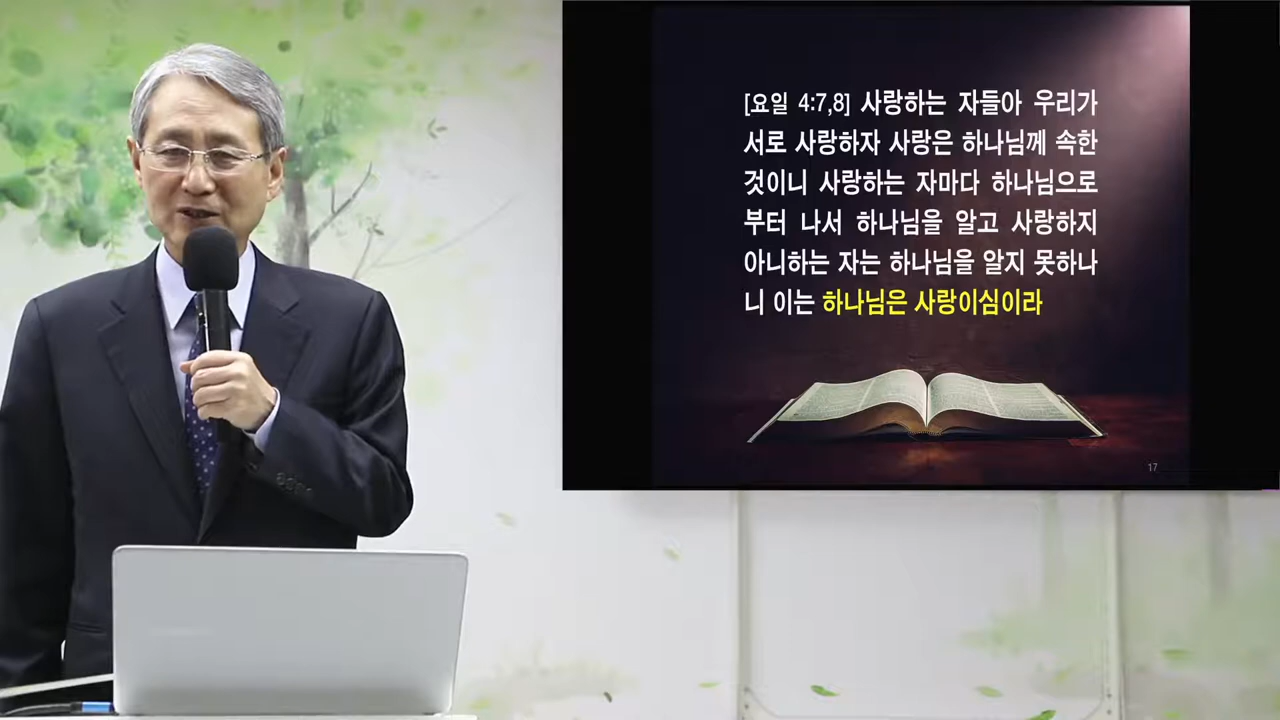 [요일 4:7,8] 사랑하는 자들아 우리가
서로 사랑하자 사랑은 하나님께 속한
것이니 사랑하는 자마다 하나님으로
부터 나서 하나님을 알고 사랑하지
아니하는 자는 하나님을 알지 못하나
니 이는 하나님은 사랑이심이라
17